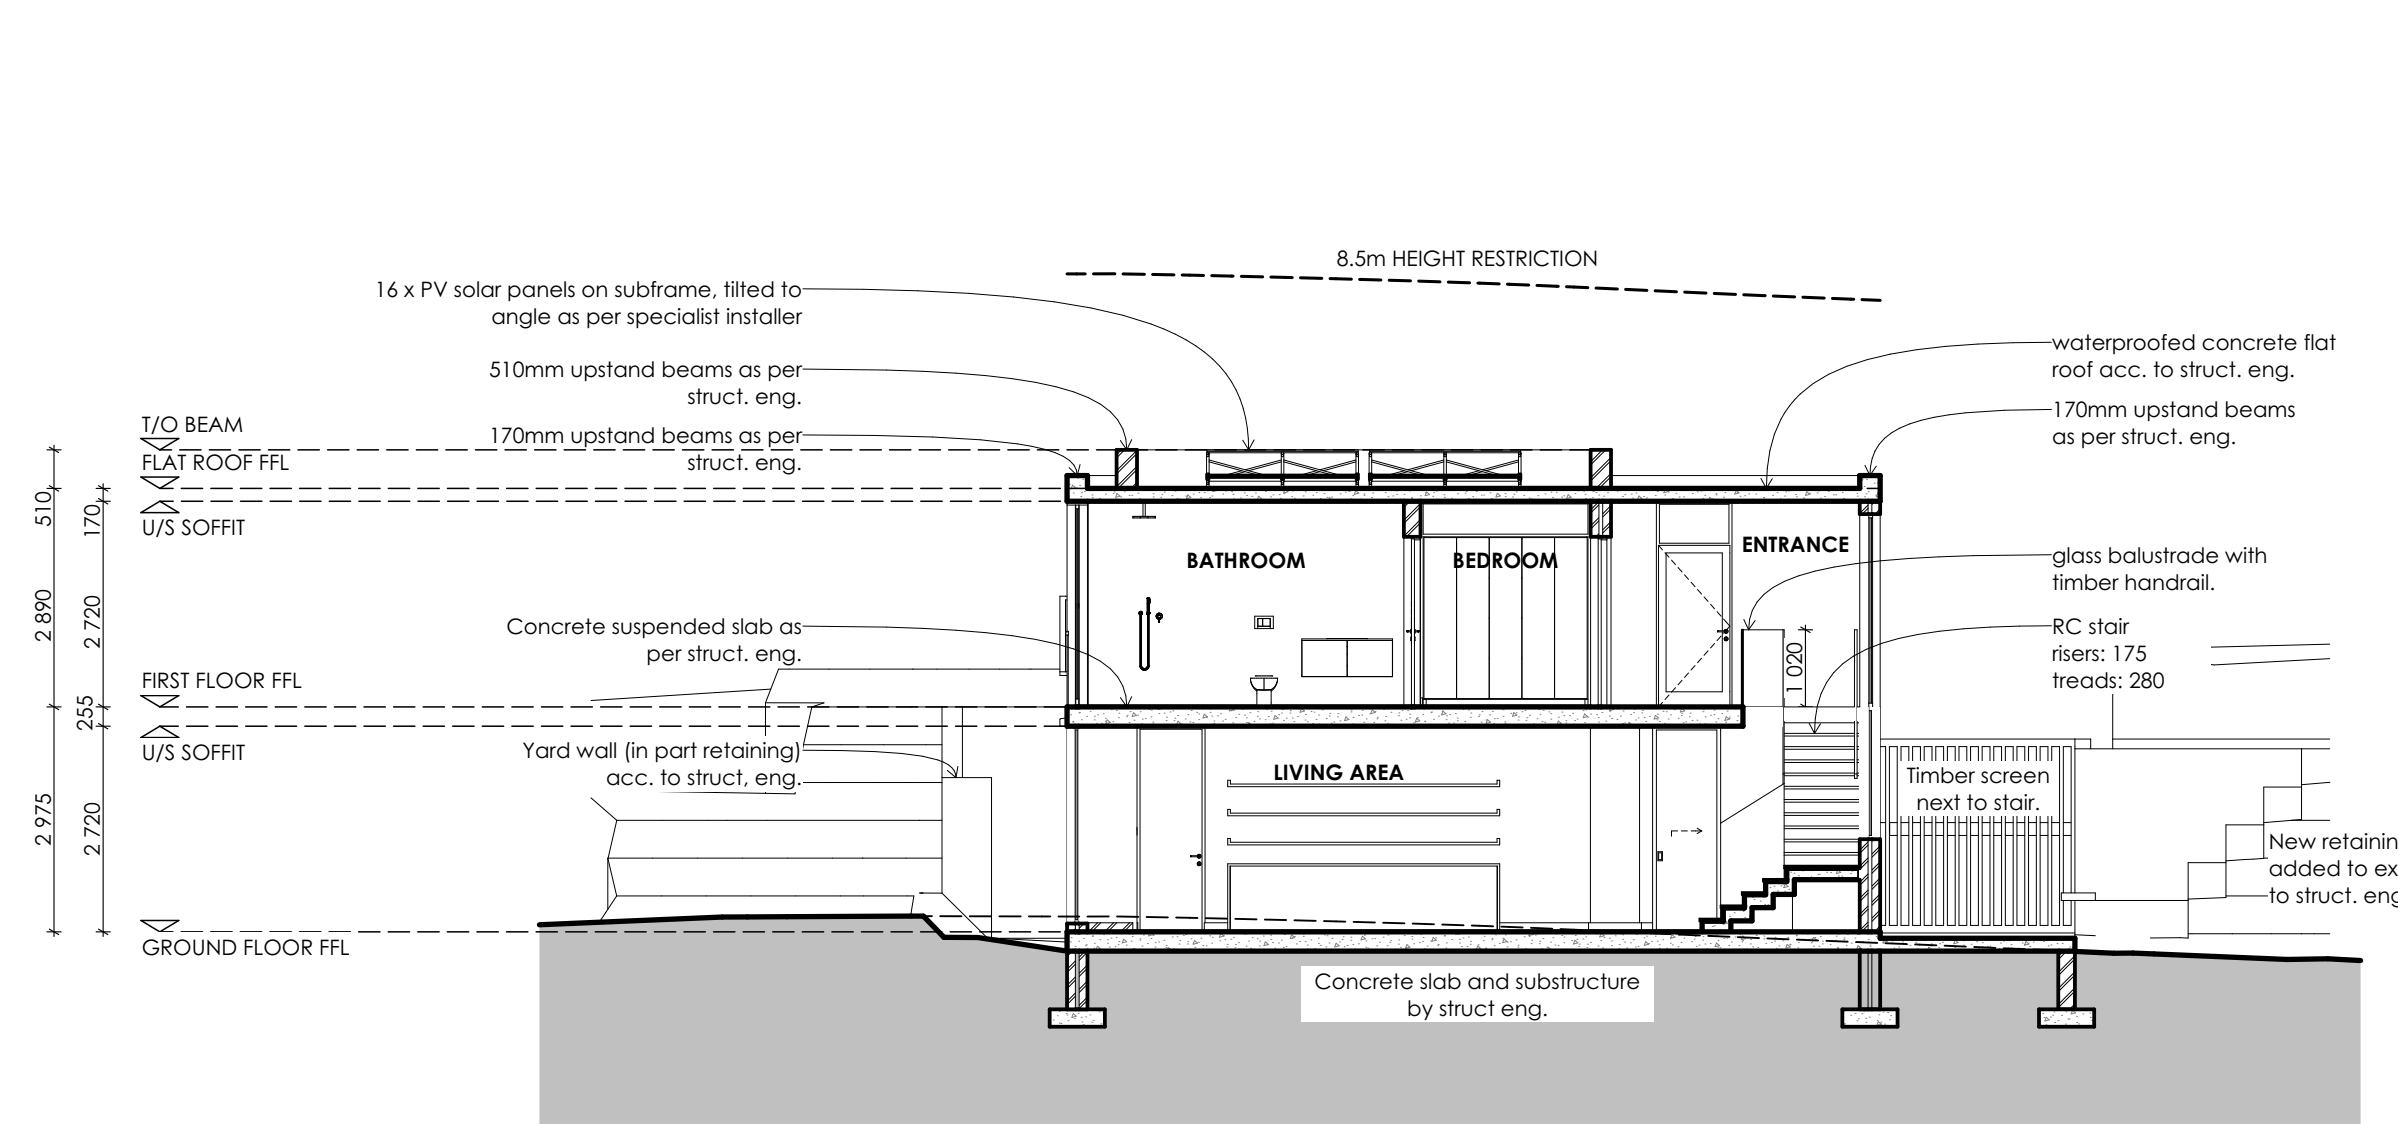 8.5m HEIGHT RESTRICTION
16 x PV solar panels on subframe, tilted to
angle as per specialist installer
510mm upstand beams as per
struct. eng.
170mm upstand beams as per
struct. eng.
waterproofed concrete flat
roof acc. to struct. eng.
170mm upstand beams
as per struct. eng.
T/O BEAM
FLAT ROOF FFL
U/S SOFFIT
510
170
BATHROOM
BEDROOM
ENTRANCE
glass balustrade with
timber handrail.
2 890
2 720
Concrete suspended slab as
per struct. eng.
RC stair
risers: 175
treads: 280
1 020
FIRST FLOOR FFL
255
U/S SOFFIT
Yard wall (in part retaining)
acc. to struct, eng.
LIVING AREA
Timber screen
next to stair.
2 975
2 720
New retainin
added to ex
to struct. eng
GROUND FLOOR FFL
Concrete slab and substructure
by struct eng.